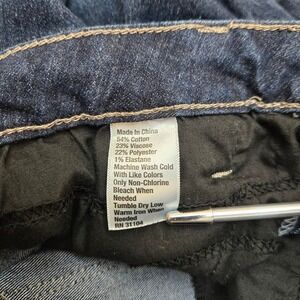 Made in China
54% Cotton
23% Viscose
22% Polyester
1% Elastane
Machine Wash Cold
With Like Colors
Only Non-Chlorine
Bleach When
Needed
Tumble Dry Low
Warm Iron When
Needed
RN 31104